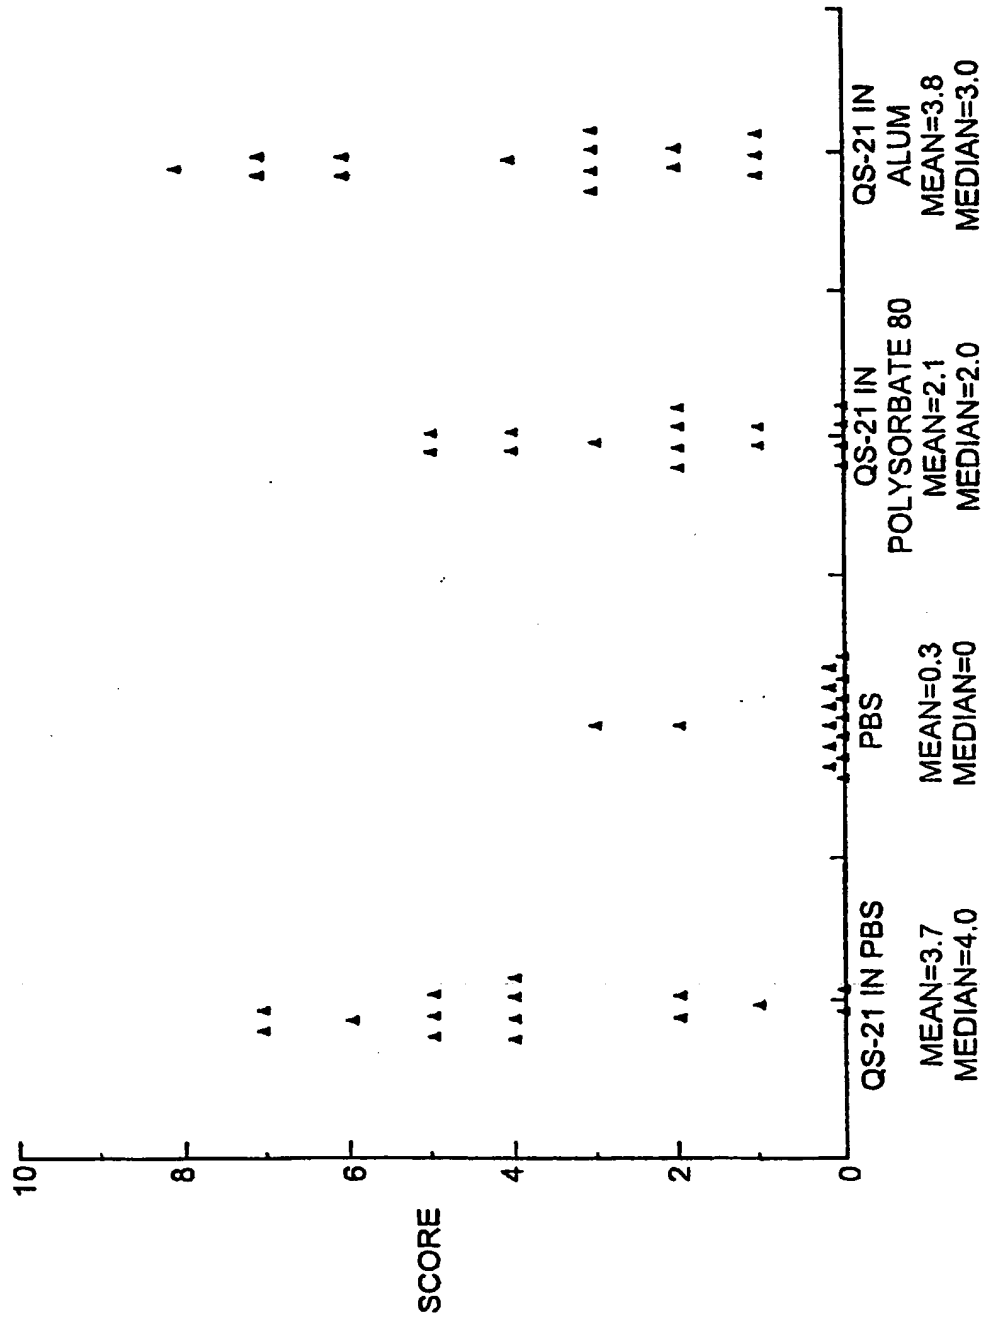 10
8
6
4
2
0
SCORE
QS-21 IN PBS
MEAN=3.7
MEDIAN=4.0
PBS
MEAN=0.3
MEDIAN=0
QS-21 IN
POLYSORBATE 80
MEAN=2.1
MEDIAN=2.0
QS-21 IN
ALUM
MEAN=3.8
MEDIAN=3.0